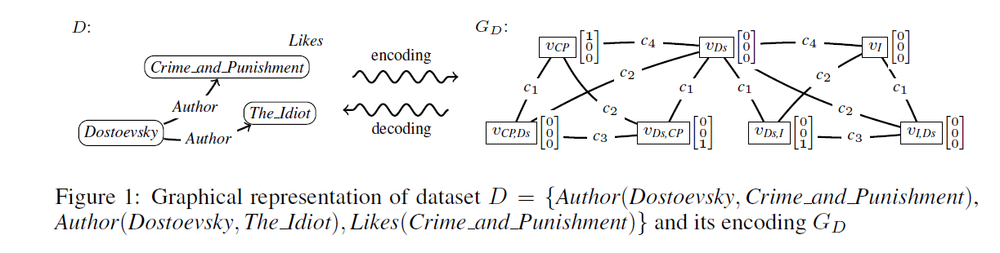 D:
Likes
Crime_and_Punishment
Author
The_Idiot
Dostoevsky
Author
encoding
decoding
G_D:
v_CP [1 0 0] c_4 v_Ds [0 0 0] c_4 v_I [0 0 0]
c_2 c_2
c_1 c_1 c_1 c_1
c_2 c_2
v_CP,Ds [0 0 0] c_3 v_Ds,CP [0 0 1] v_Ds,I [0 0 1] c_3 v_I,Ds [0 0 0]
Figure 1: Graphical representation of dataset D = {Author(Dostoevsky, Crime_and_Punishment),
Author(Dostoevsky, The_Idiot), Likes(Crime_and_Punishment)} and its encoding G_D